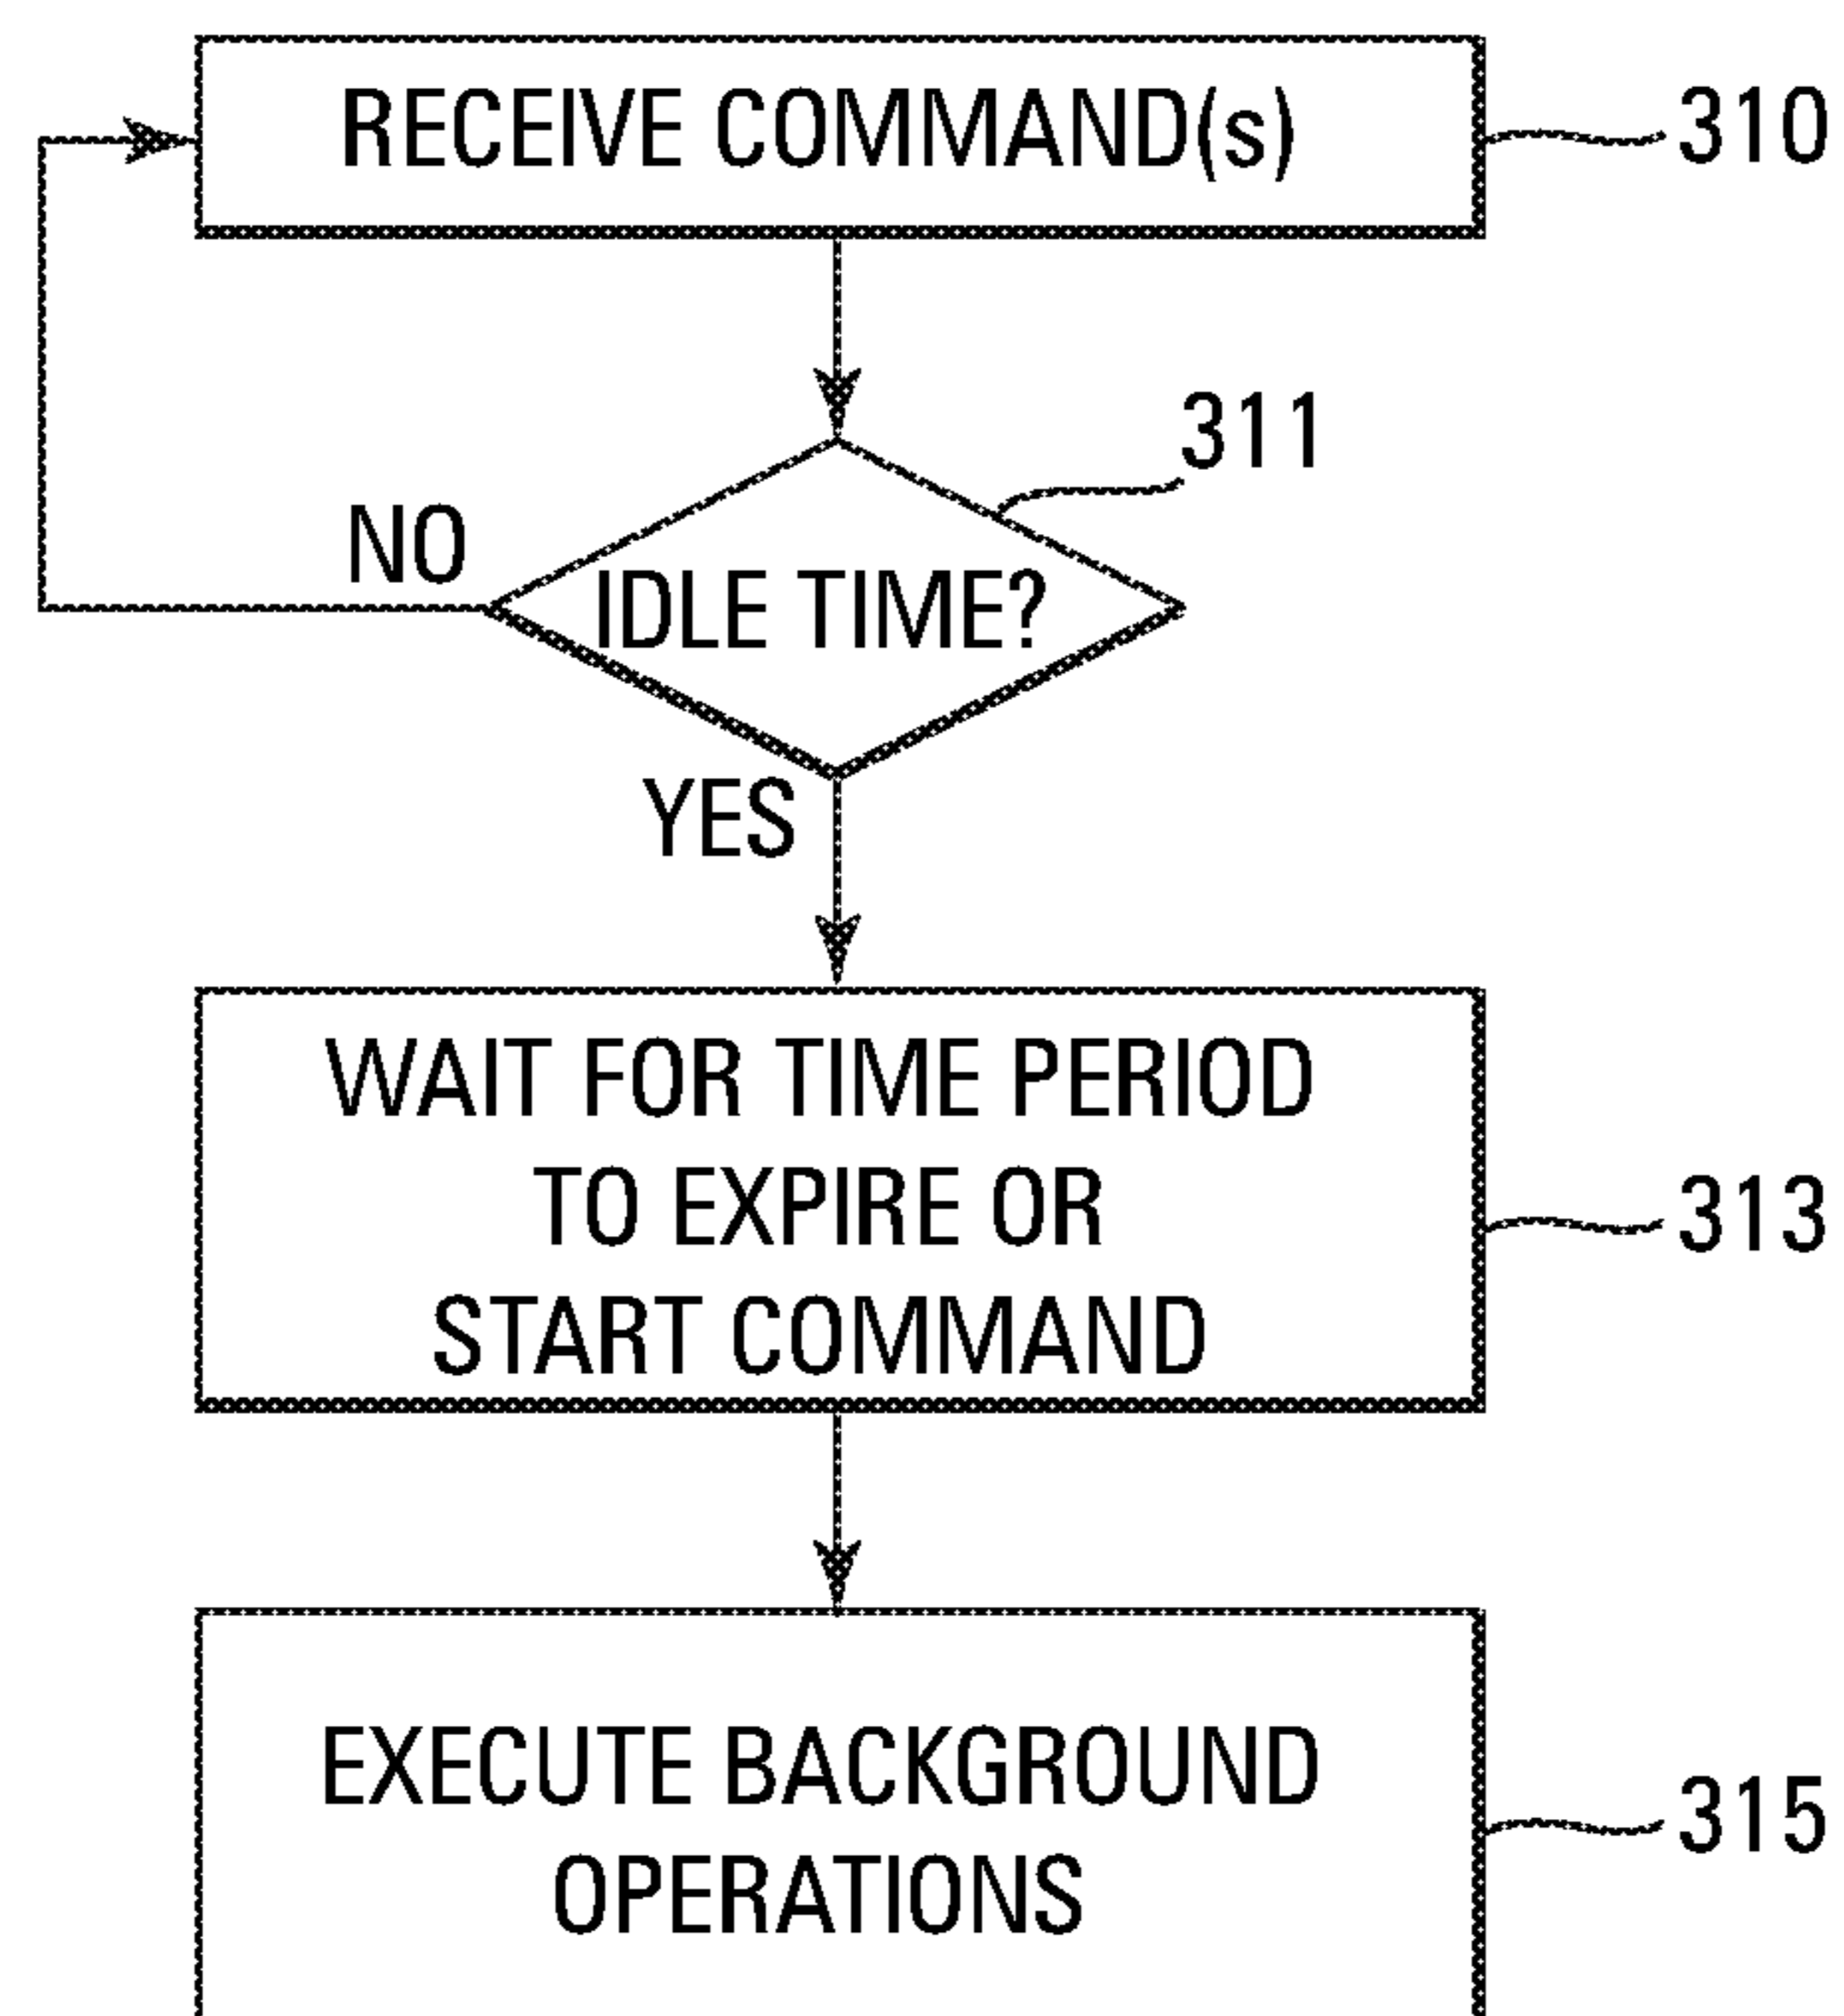 RECEIVE COMMAND(s)
310
311
NO
IDLE TIME?
YES
WAIT FOR TIME PERIOD
TO EXPIRE OR
START COMMAND
313
EXECUTE BACKGROUND
OPERATIONS
315